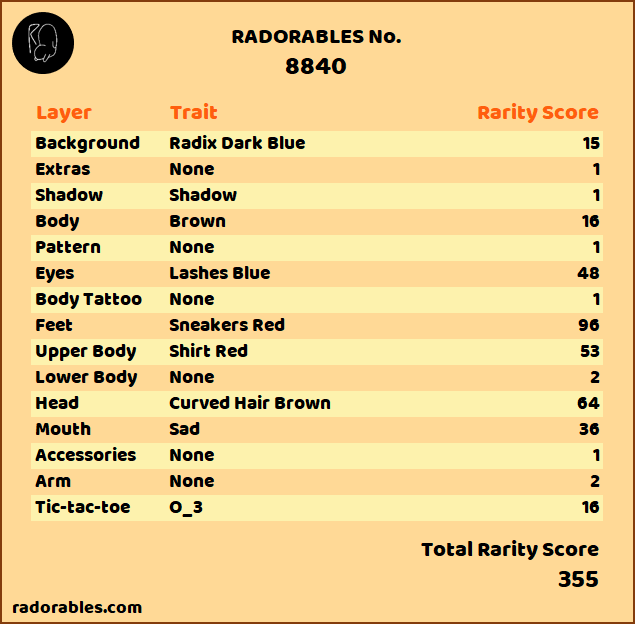 RADORABLES No.
8840
Layer Trait Rarity Score
Background Radix Dark Blue 15
Extras None 1
Shadow Shadow 1
Body Brown 16
Pattern None 1
Eyes Lashes Blue 48
Body Tattoo None 1
Feet Sneakers Red 96
Upper Body Shirt Red 53
Lower Body None 2
Head Curved Hair Brown 64
Mouth Sad 36
Accessories None 1
Arm None 2
Tic-tac-toe O_3 16
Total Rarity Score
355
radorables.com